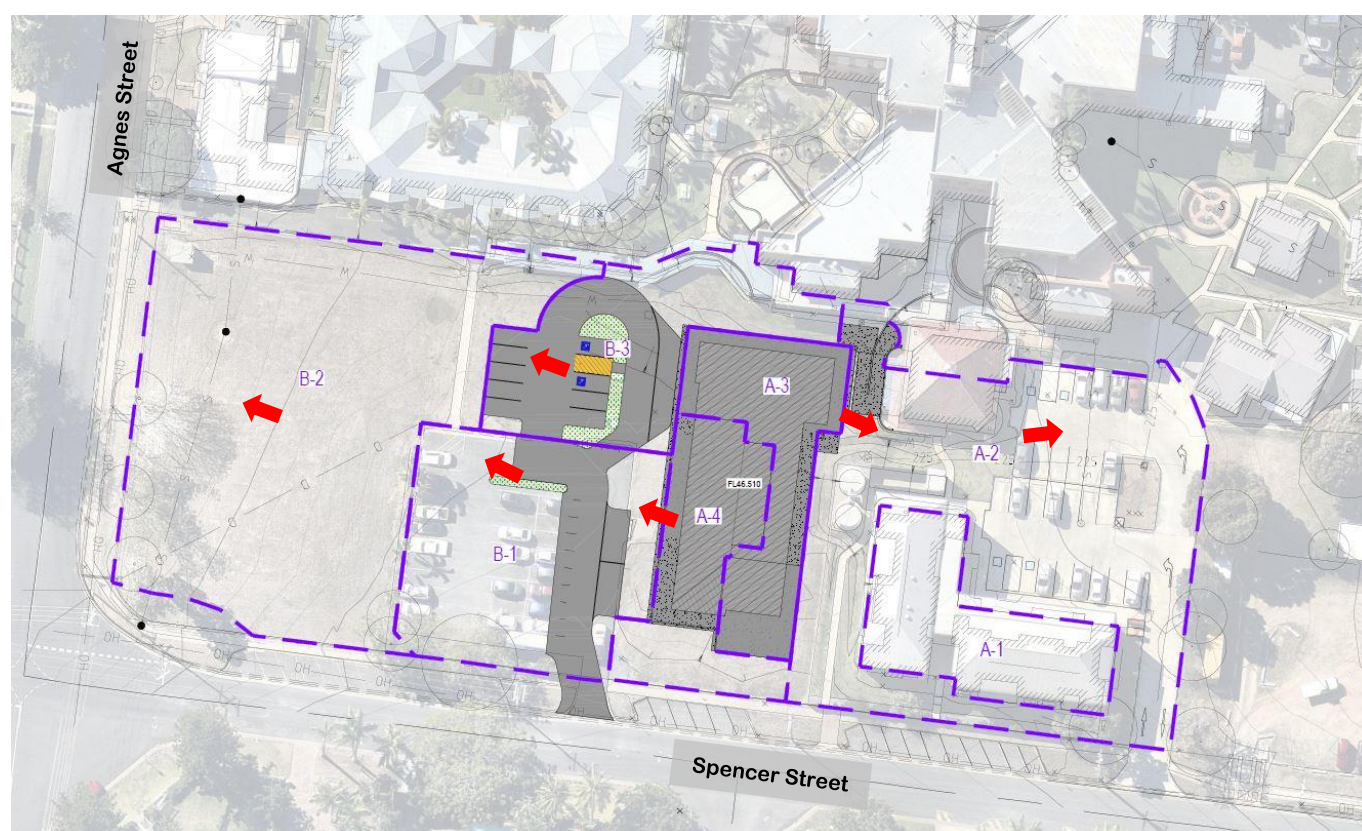 Agnes Street
B-3
B-2
A-3
A-2
FL46.510
A-4
B-1
A-1
Spencer Street